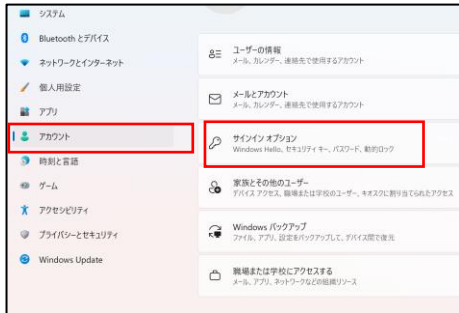 システム
Bluetooth とデバイス
ネットワークとインターネット
個人用設定
アプリ
アカウント
時刻と言語
ゲーム
アクセシビリティ
プライバシーとセキュリティ
Windows Update
ユーザーの情報
メール、カレンダー、連絡先で使用するアカウント
メールとアカウント
メール、カレンダー、連絡先で使用するアカウント
サインイン オプション
Windows Hello、セキュリティ キー、パスワード、動的ロック
家族とその他のユーザー
デバイス アクセス、職場または学校のユーザー、キオスクに割り当てられたアクセス
Windows バックアップ
ファイル、アプリ、設定をバックアップして、デバイス間で復元
職場または学校にアクセスする
メール、アプリ、ネットワークなどの組織リソース